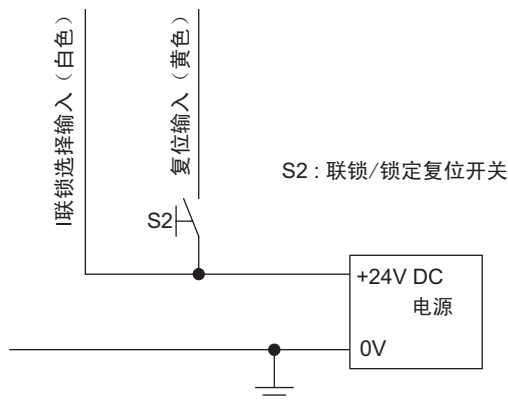 I联锁选择输入（白色）
复位输入（黄色）
S2 : 联锁/锁定复位开关
S2
+24V DC
电源
0V